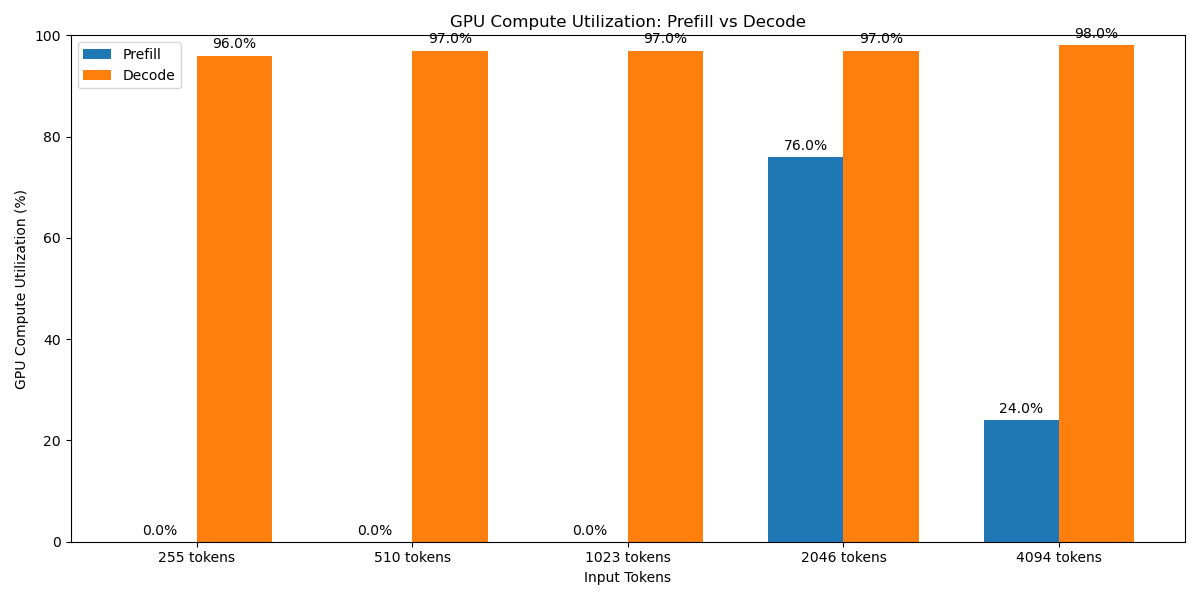 GPU Compute Utilization: Prefill vs Decode
Prefill
Decode
GPU Compute Utilization (%)
100
80
60
40
20
0
96.0%
97.0%
97.0%
97.0%
98.0%
76.0%
24.0%
0.0%
0.0%
0.0%
255 tokens
510 tokens
1023 tokens
2046 tokens
4094 tokens
Input Tokens